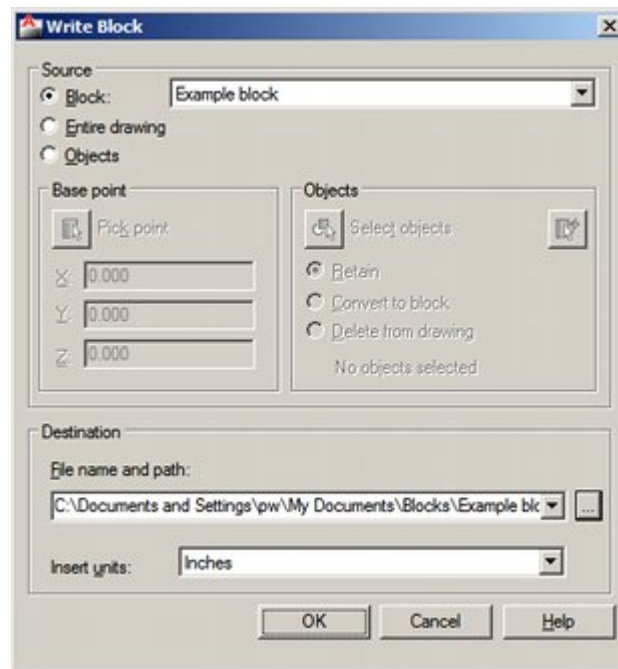 Write Block
Source
Block: Example block
Entire drawing
Objects
Base point
Pick point
X: 0.000
Y: 0.000
Z: 0.000
Objects
Select objects
Retain
Convert to block
Delete from drawing
No objects selected
Destination
File name and path:
C:\Documents and Settings\pw\My Documents\Blocks\Example blc
...
Insert units: Inches
OK Cancel Help